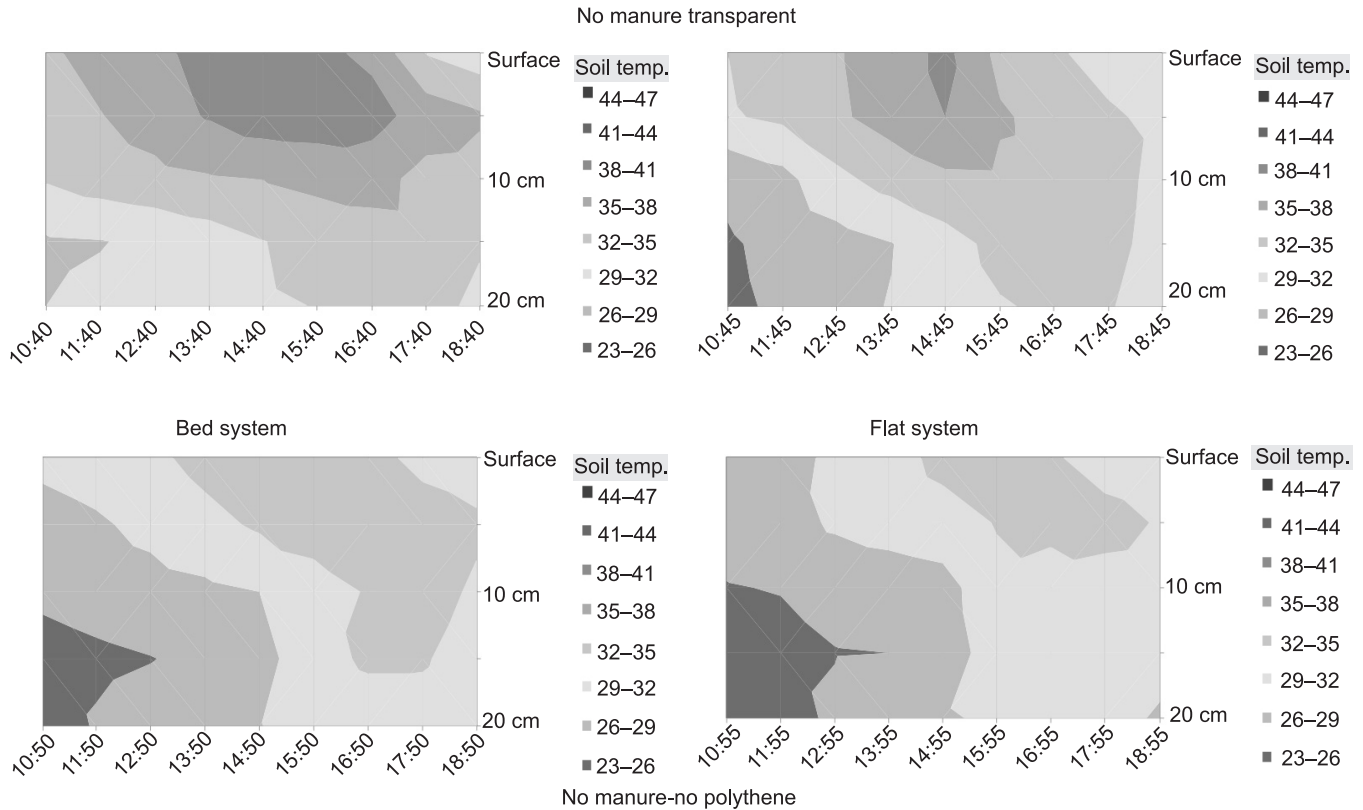 No manure transparent
Surface
10 cm
20 cm
10:40 11:40 12:40 13:40 14:40 15:40 16:40 17:40 18:40
Soil temp.
44–47
41–44
38–41
35–38
32–35
29–32
26–29
23–26
Surface
10 cm
20 cm
10:45 11:45 12:45 13:45 14:45 15:45 16:45 17:45 18:45
Soil temp.
44–47
41–44
38–41
35–38
32–35
29–32
26–29
23–26
Bed system
Flat system
Surface
10 cm
20 cm
10:50 11:50 12:50 13:50 14:50 15:50 16:50 17:50 18:50
Soil temp.
44–47
41–44
38–41
35–38
32–35
29–32
26–29
23–26
Surface
10 cm
20 cm
10:55 11:55 12:55 13:55 14:55 15:55 16:55 17:55 18:55
Soil temp.
44–47
41–44
38–41
35–38
32–35
29–32
26–29
23–26
No manure-no polythene